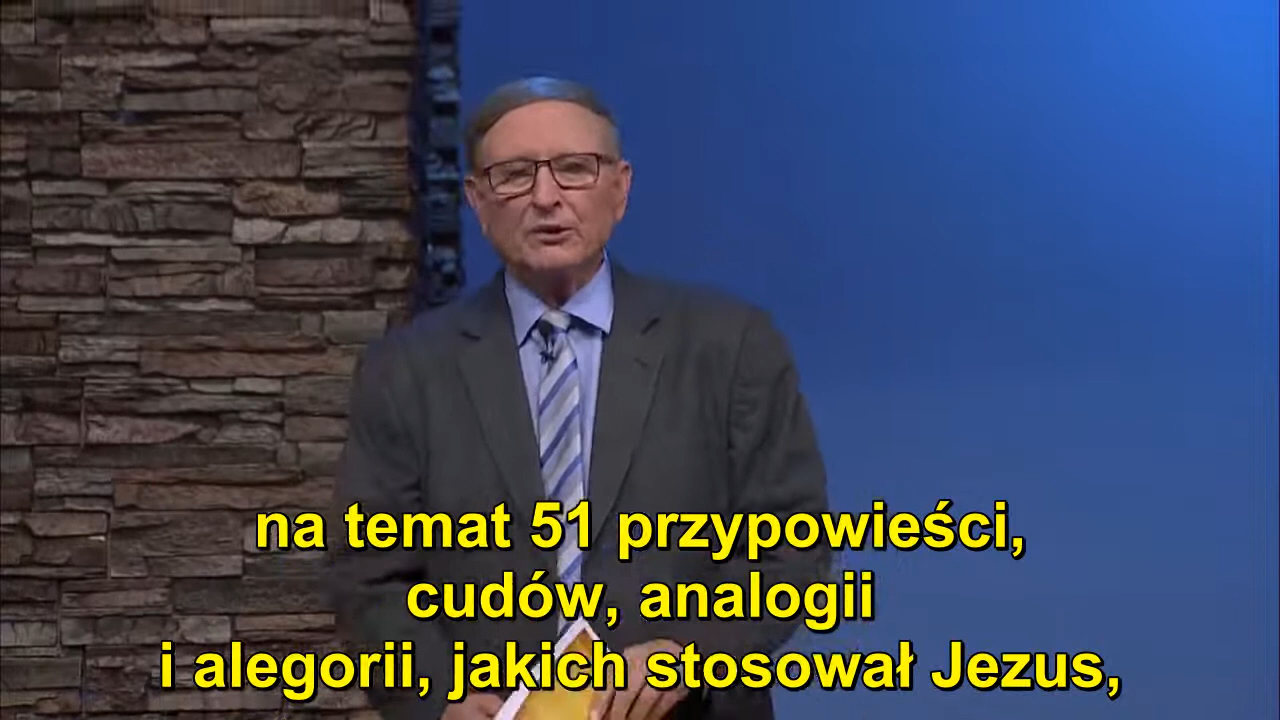 na temat 51 przypowieści,
cudów, analogii
i alegorii, jakich stosował Jezus,